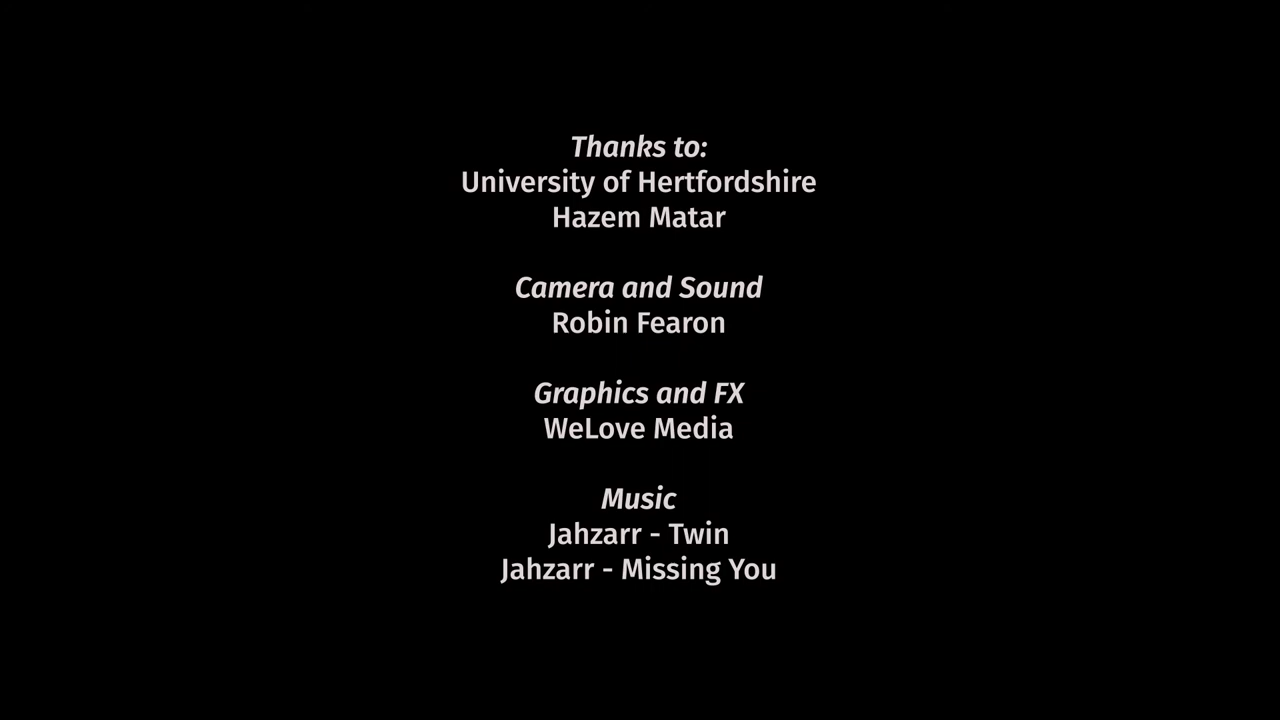 Thanks to:
University of Hertfordshire
Hazem Matar
Camera and Sound
Robin Fearon
Graphics and FX
WeLove Media
Music
Jahzarr - Twin
Jahzarr - Missing You